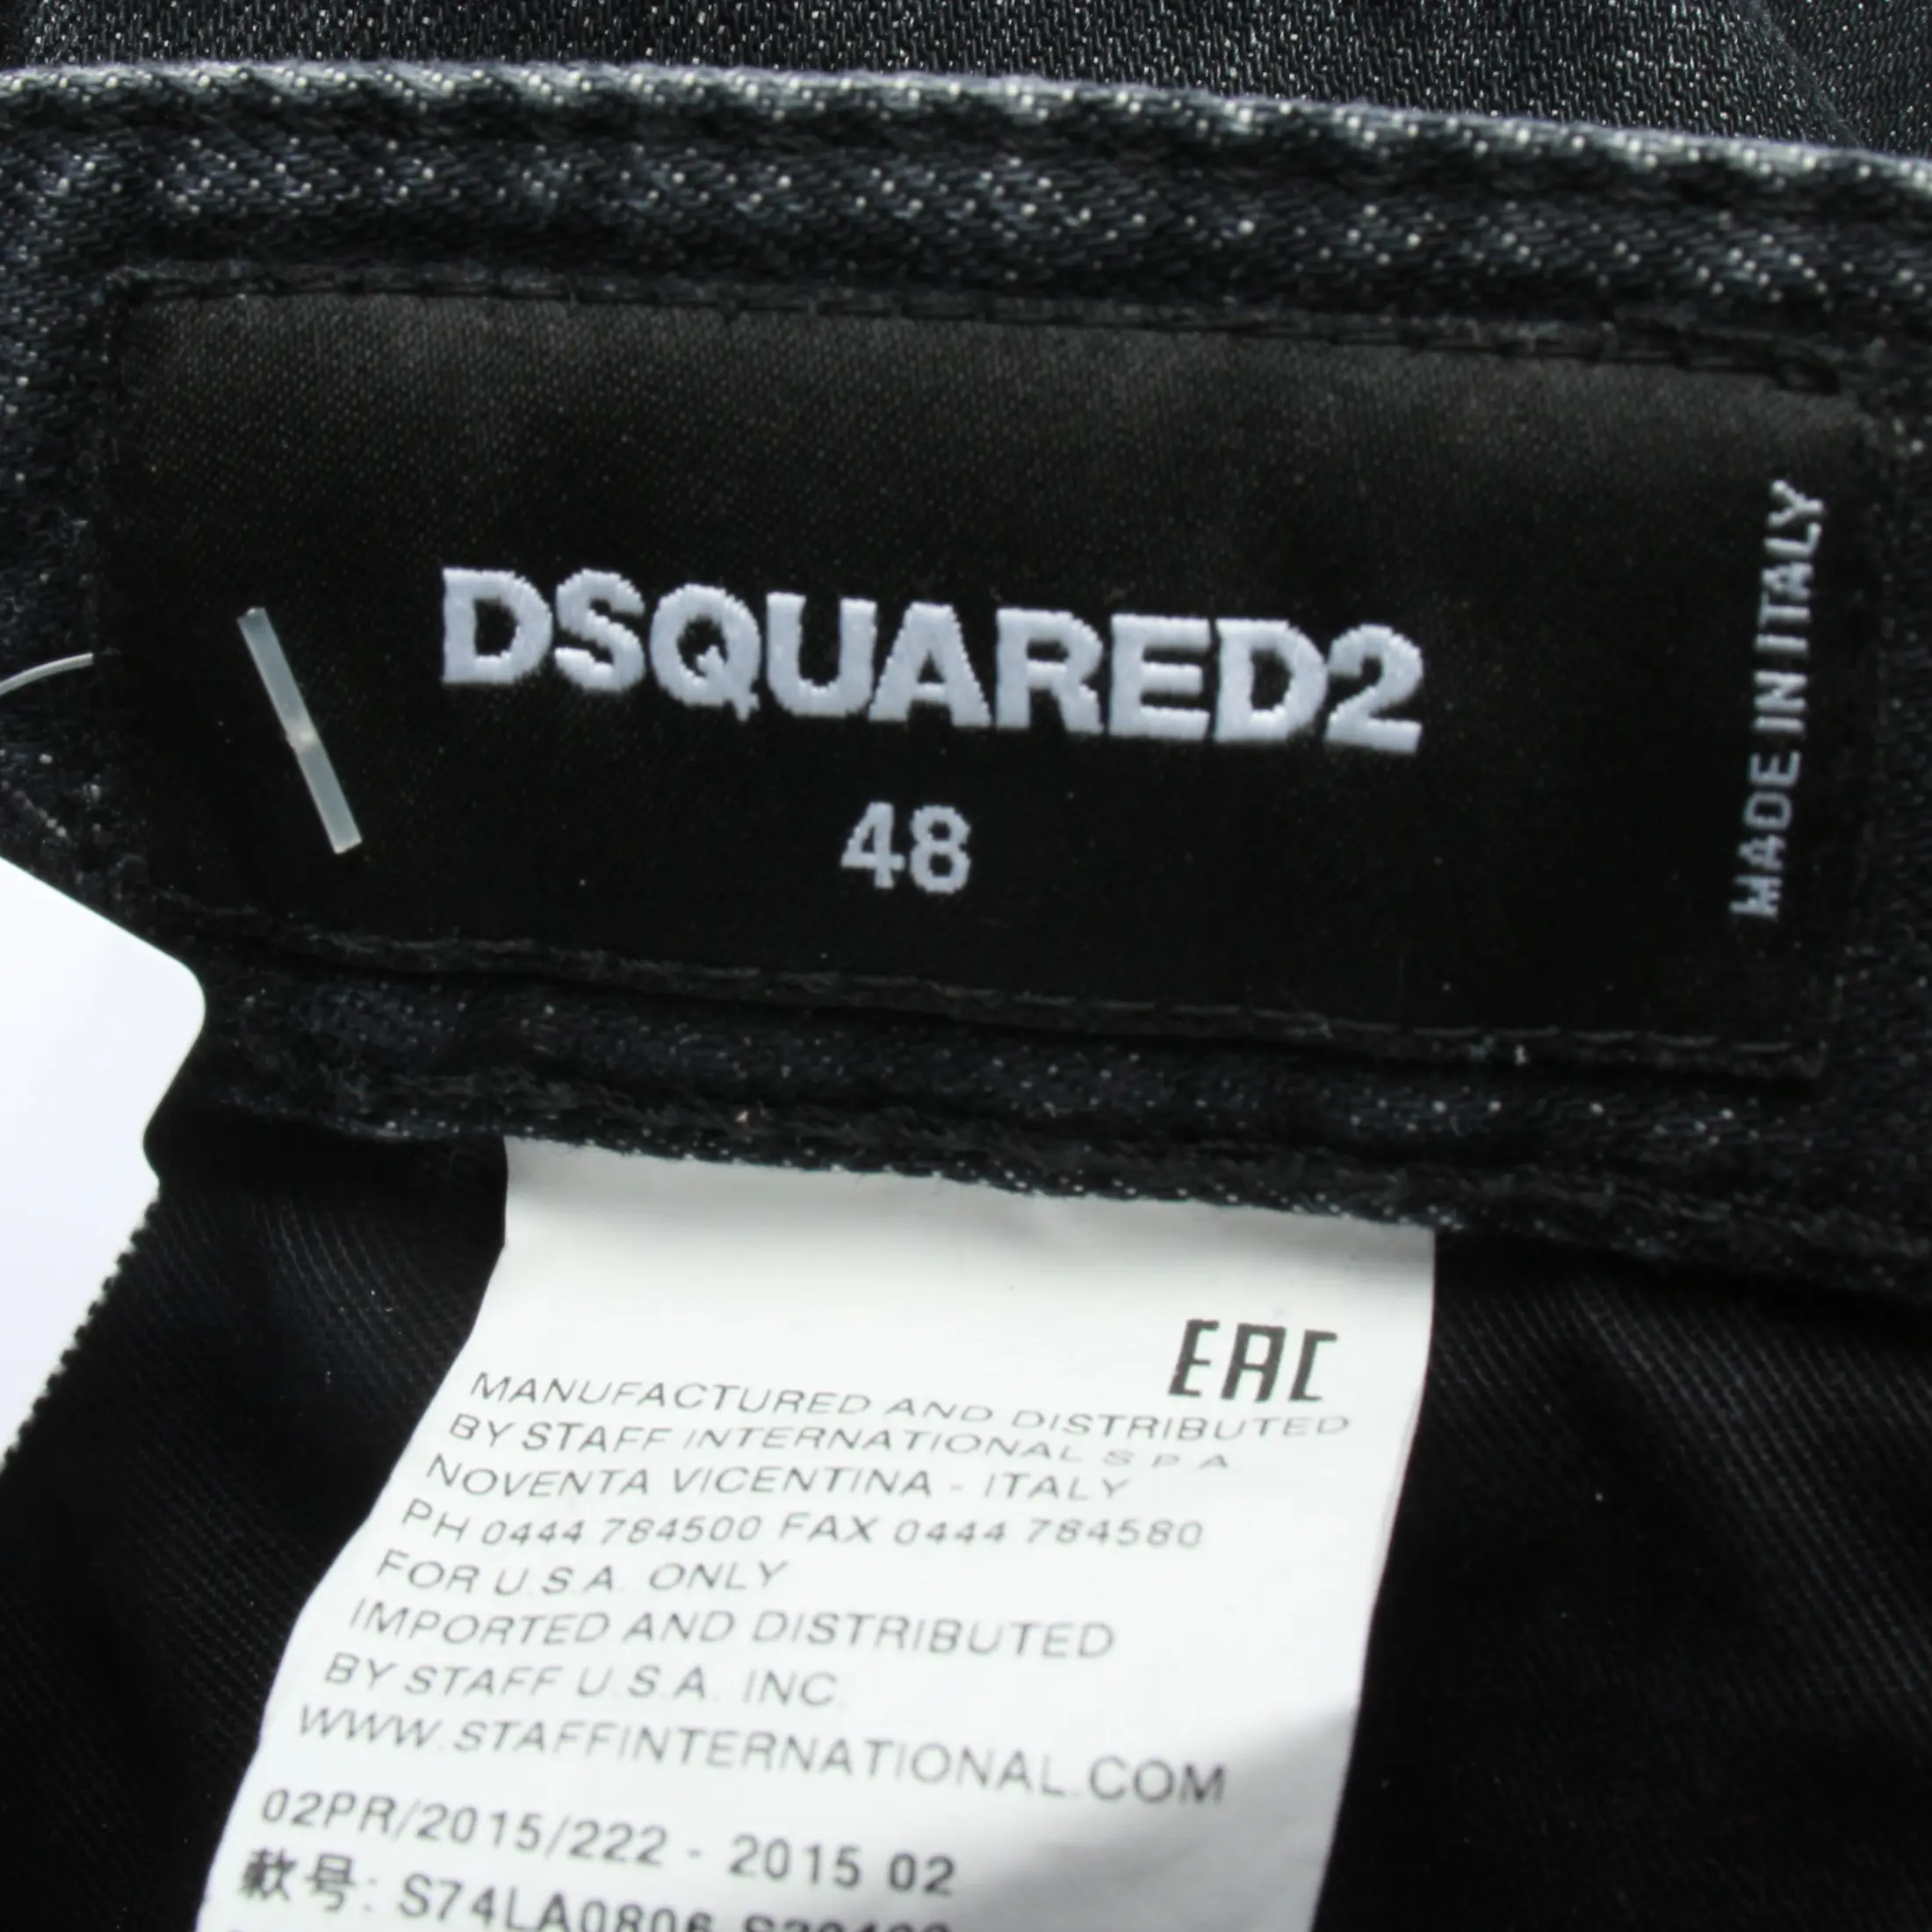 DSQUARED2
48
MADE IN ITALY
EAC
MANUFACTURED AND DISTRIBUTED
BY STAFF INTERNATIONAL S.P.A
NOVENTA VICENTINA - ITALY
PH 0444 784500 FAX 0444 784580
FOR U.S.A. ONLY
IMPORTED AND DISTRIBUTED
BY STAFF U.S.A. INC.
WWW.STAFFINTERNATIONAL.COM
02PR/2015/222 - 2015 02
款号: S74LA0806